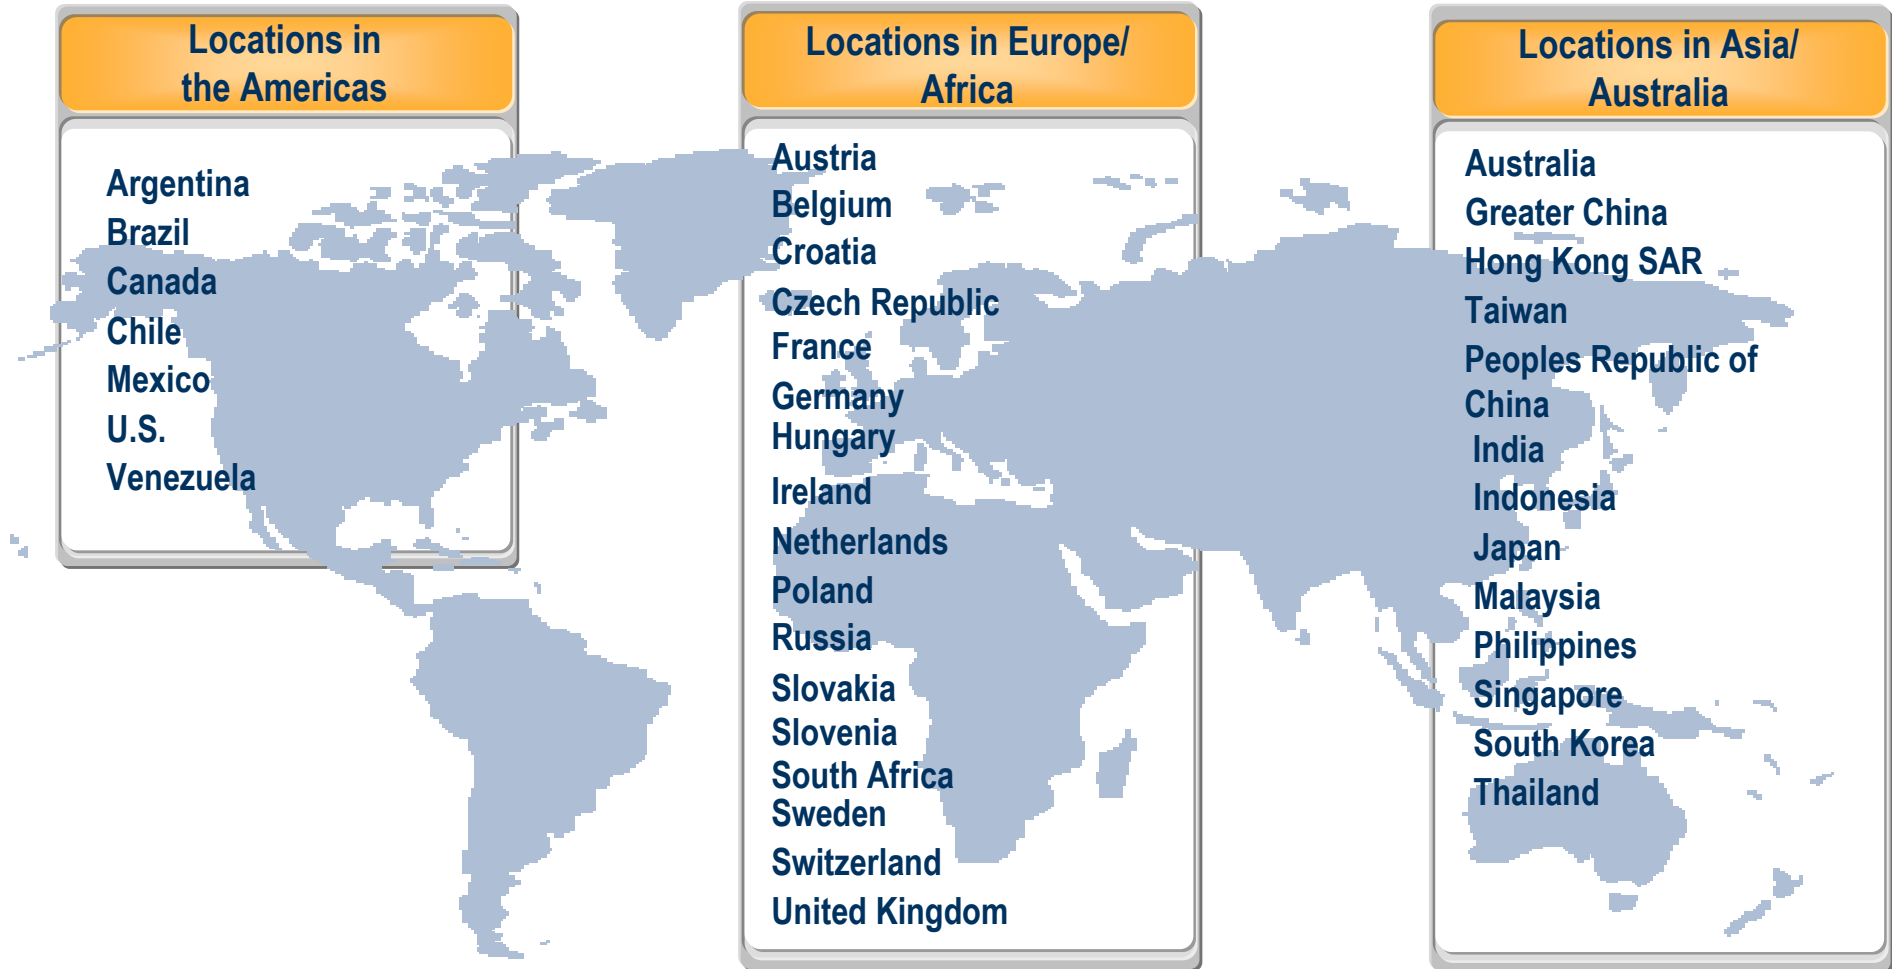 Locations in
the Americas
Argentina
Brazil
Canada
Chile
Mexico
U.S.
Venezuela
Locations in Europe/
Africa
Austria
Belgium
Croatia
Czech Republic
France
Germany
Hungary
Ireland
Netherlands
Poland
Russia
Slovakia
Slovenia
South Africa
Sweden
Switzerland
United Kingdom
Locations in Asia/
Australia
Australia
Greater China
Hong Kong SAR
Taiwan
Peoples Republic of
China
India
Indonesia
Japan
Malaysia
Philippines
Singapore
South Korea
Thailand